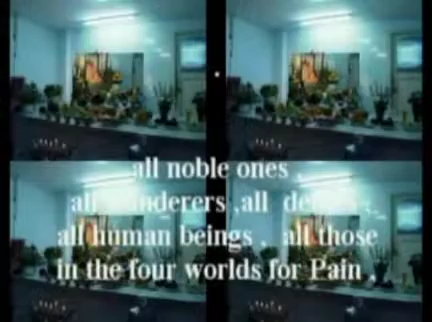 all noble ones ,
all ,all
all human beings , all those
in the four worlds for Pain ,